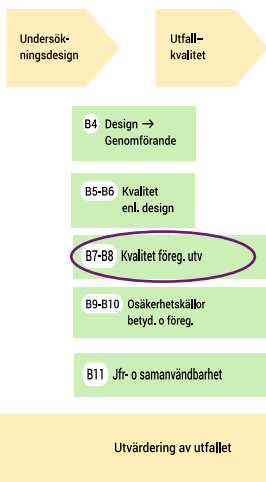 Undersök-
ningsdesign
Utfall–
kvalitet
B4 Design →
Genomförande
B5-B6 Kvalitet
enl. design
B7-B8 Kvalitet föreg. utv
B9-B10 Osäkerhetskällor
betyd. o föreg.
B11 Jfr- o samanvändbarhet
Utvärdering av utfallet